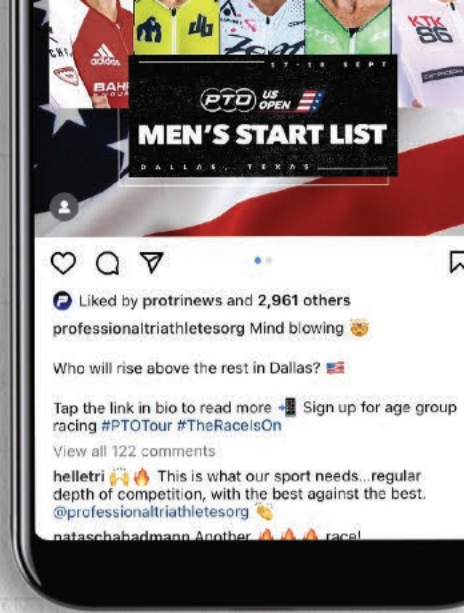 adidas
BAH
KTK
86
17-18 SEPT
PTO US OPEN
MEN'S START LIST
DALLAS, TEXAS
Liked by protrinews and 2,961 others
professionaltriathletesorg Mind blowing 🤯
Who will rise above the rest in Dallas? 🇺🇸
Tap the link in bio to read more 📲 Sign up for age group
racing #PTOTour #TheRaceIsOn
View all 122 comments
helletri 🙌🔥 This is what our sport needs...regular
depth of competition, with the best against the best.
@professionaltriathletesorg 👏
nataschabadmann Another 🔥🔥🔥 race!